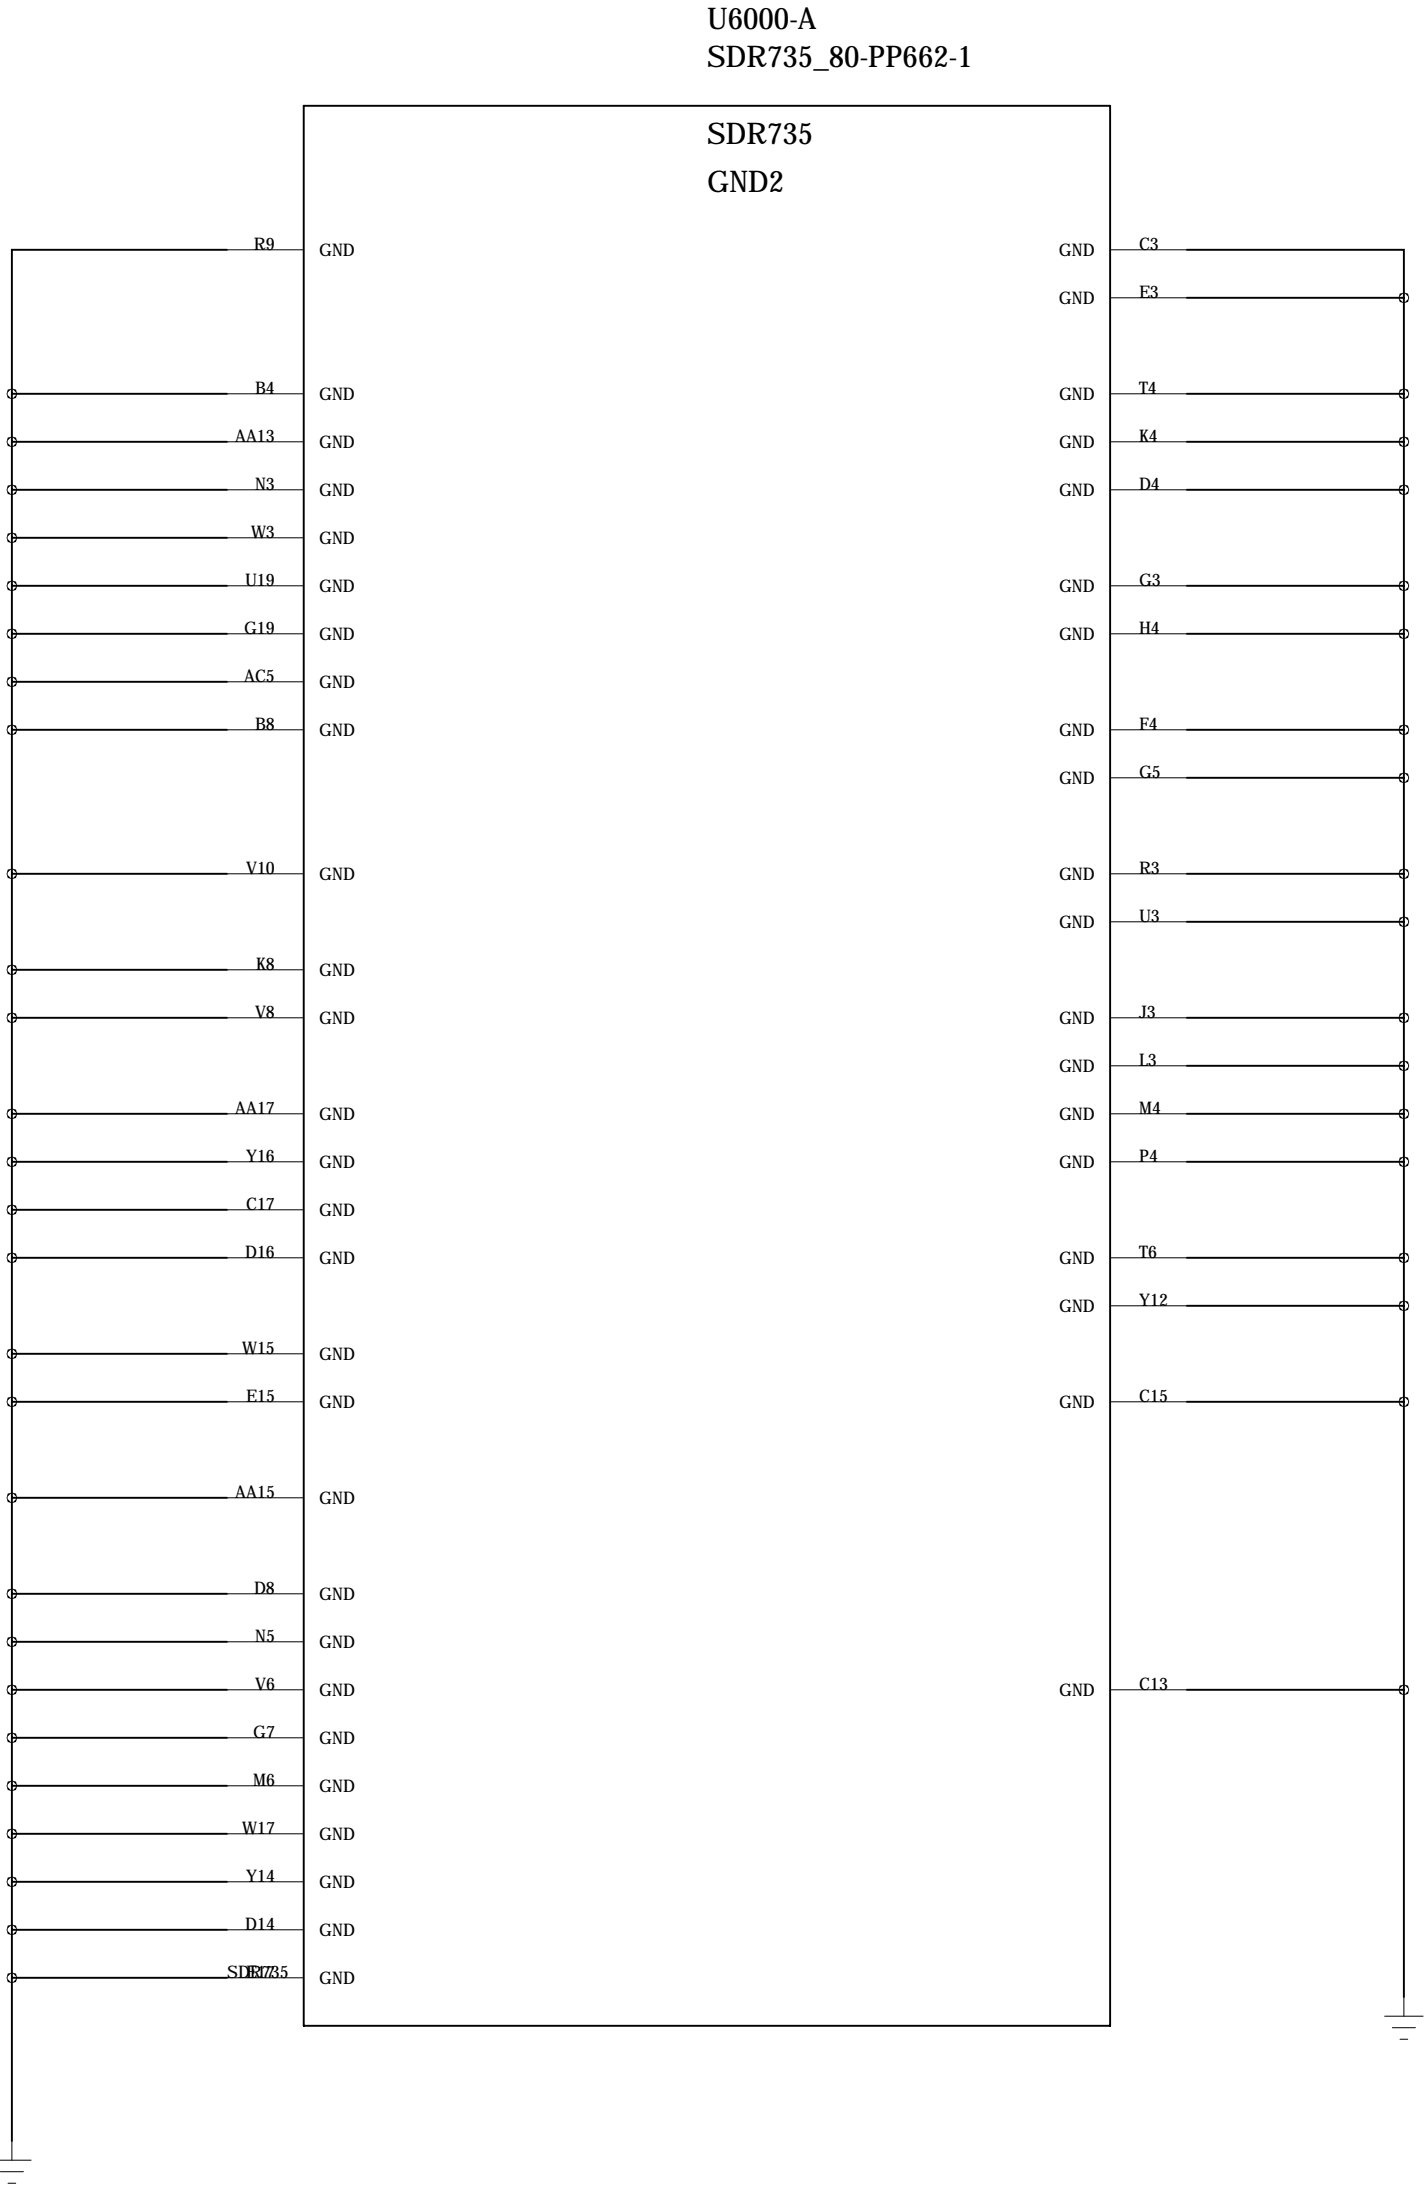 U6000-A
SDR735_80-PP662-1
SDR735
GND2
R9 GND GND C3
GND E3
B4 GND GND T4
AA13 GND GND K4
N3 GND GND D4
W3 GND
U19 GND GND G3
G19 GND GND H4
AC5 GND
B8 GND GND F4
GND G5
V10 GND GND R3
GND U3
K8 GND
V8 GND GND J3
GND L3
AA17 GND GND M4
Y16 GND GND P4
C17 GND
D16 GND GND T6
GND Y12
W15 GND
E15 GND GND C15
AA15 GND
D8 GND
N5 GND
V6 GND GND C13
G7 GND
M6 GND
W17 GND
Y14 GND
D14 GND
SDR735 GND